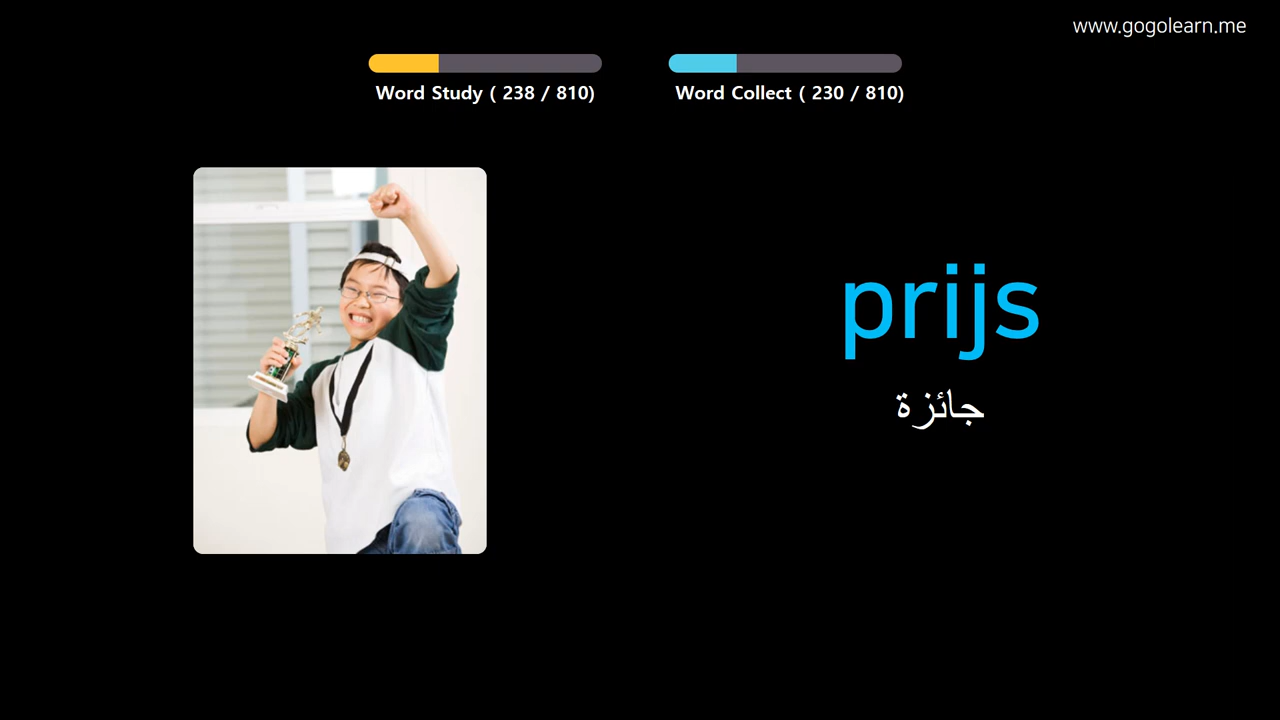 www.gogolearn.me
Word Study ( 238 / 810)
Word Collect ( 230 / 810)
prijs
جائزة